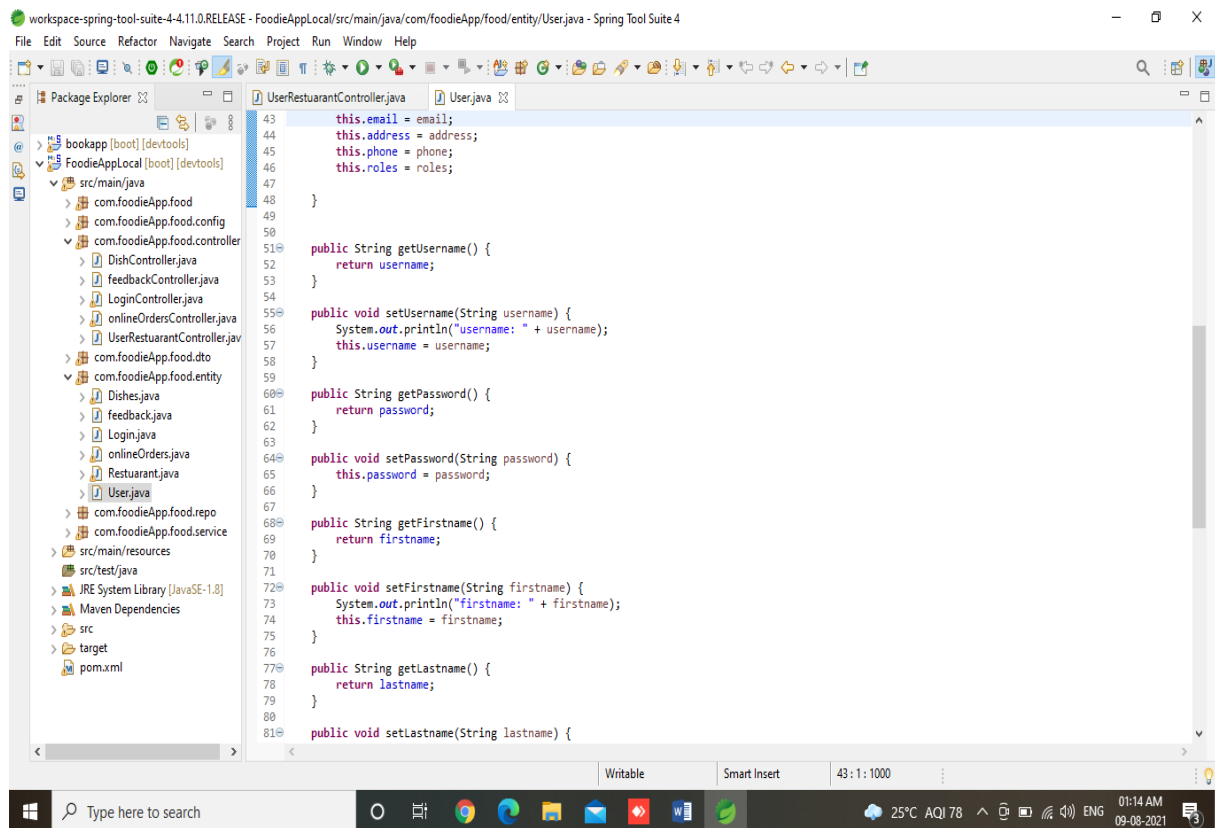 workspace-spring-tool-suite-4-4.11.0.RELEASE - FoodieAppLocal/src/main/java/com/foodieApp/food/entity/User.java - Spring Tool Suite 4
File Edit Source Refactor Navigate Search Project Run Window Help
Package Explorer
UserRestuarantController.java
User.java
bookapp [boot] [devtools]
FoodieAppLocal [boot] [devtools]
src/main/java
com.foodieApp.food
com.foodieApp.food.config
com.foodieApp.food.controller
DishController.java
feedbackController.java
LoginController.java
onlineOrdersController.java
UserRestuarantController.jav
com.foodieApp.food.dto
com.foodieApp.food.entity
Dishes.java
feedback.java
Login.java
onlineOrders.java
Restuarant.java
User.java
com.foodieApp.food.repo
com.foodieApp.food.service
src/main/resources
src/test/java
JRE System Library [JavaSE-1.8]
Maven Dependencies
src
target
pom.xml
43 this.email = email;
44 this.address = address;
45 this.phone = phone;
46 this.roles = roles;
47
48 }
49
50
51 public String getUsername() {
52 return username;
53 }
54
55 public void setUsername(String username) {
56 System.out.println("username: " + username);
57 this.username = username;
58 }
59
60 public String getPassword() {
61 return password;
62 }
63
64 public void setPassword(String password) {
65 this.password = password;
66 }
67
68 public String getFirstname() {
69 return firstname;
70 }
71
72 public void setFirstname(String firstname) {
73 System.out.println("firstname: " + firstname);
74 this.firstname = firstname;
75 }
76
77 public String getLastname() {
78 return lastname;
79 }
80
81 public void setLastname(String lastname) {
Writable
Smart Insert
43 : 1 : 1000
Type here to search
25°C AQI 78
ENG
01:14 AM
09-08-2021
3